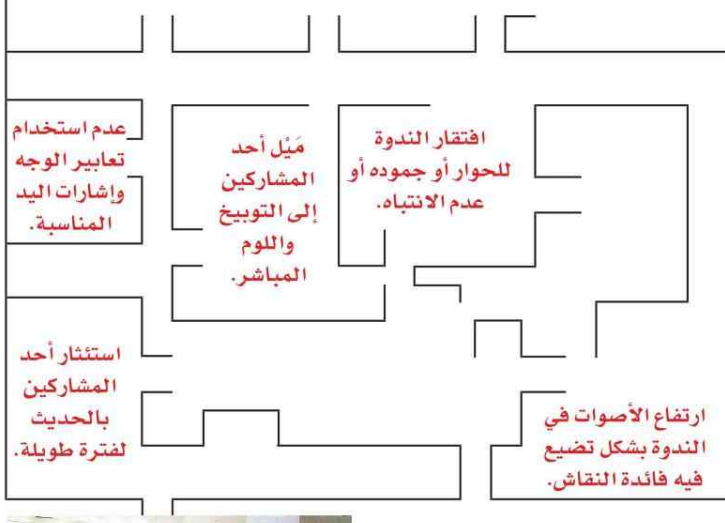 افتقار الندوة
للحوار أو جموده أو
عدم الانتباه.
مَيْل أحد
المشاركين
إلى التوبيخ
واللوم
المباشر.
عدم استخدام
تعابير الوجه
وإشارات اليد
المناسبة.
استئثار أحد
المشاركين
بالحديث
لفترة طويلة.
ارتفاع الأصوات في
الندوة بشكل تضيع
فيه فائدة النقاش.